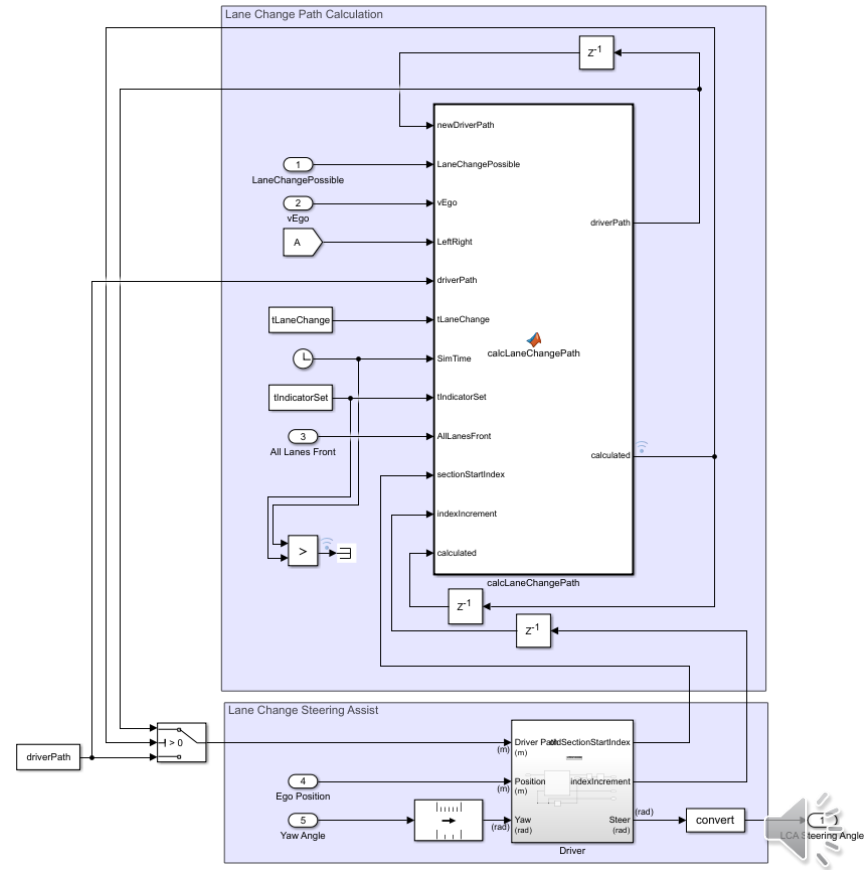 Lane Change Path Calculation
z-1
newDriverPath
1
LaneChangePossible
LaneChangePossible
2
vEgo
vEgo
A
LeftRight
driverPath
driverPath
tLaneChange
tLaneChange
calcLaneChangePath
SimTime
tIndicatorSet
tIndicatorSet
3
All Lanes Front
AllLanesFront
calculated
sectionStartIndex
indexIncrement
>
calculated
calcLaneChangePath
z-1
z-1
Lane Change Steering Assist
driverPath
> 0
(m)
Driver Path
(m)
oldSectionStartIndex
4
Ego Position
(m)
Position
(m)
indexIncrement
5
Yaw Angle
(rad)
Yaw
(rad)
Steer
(rad)
(rad)
Driver
convert
1
LCA Steering Angle